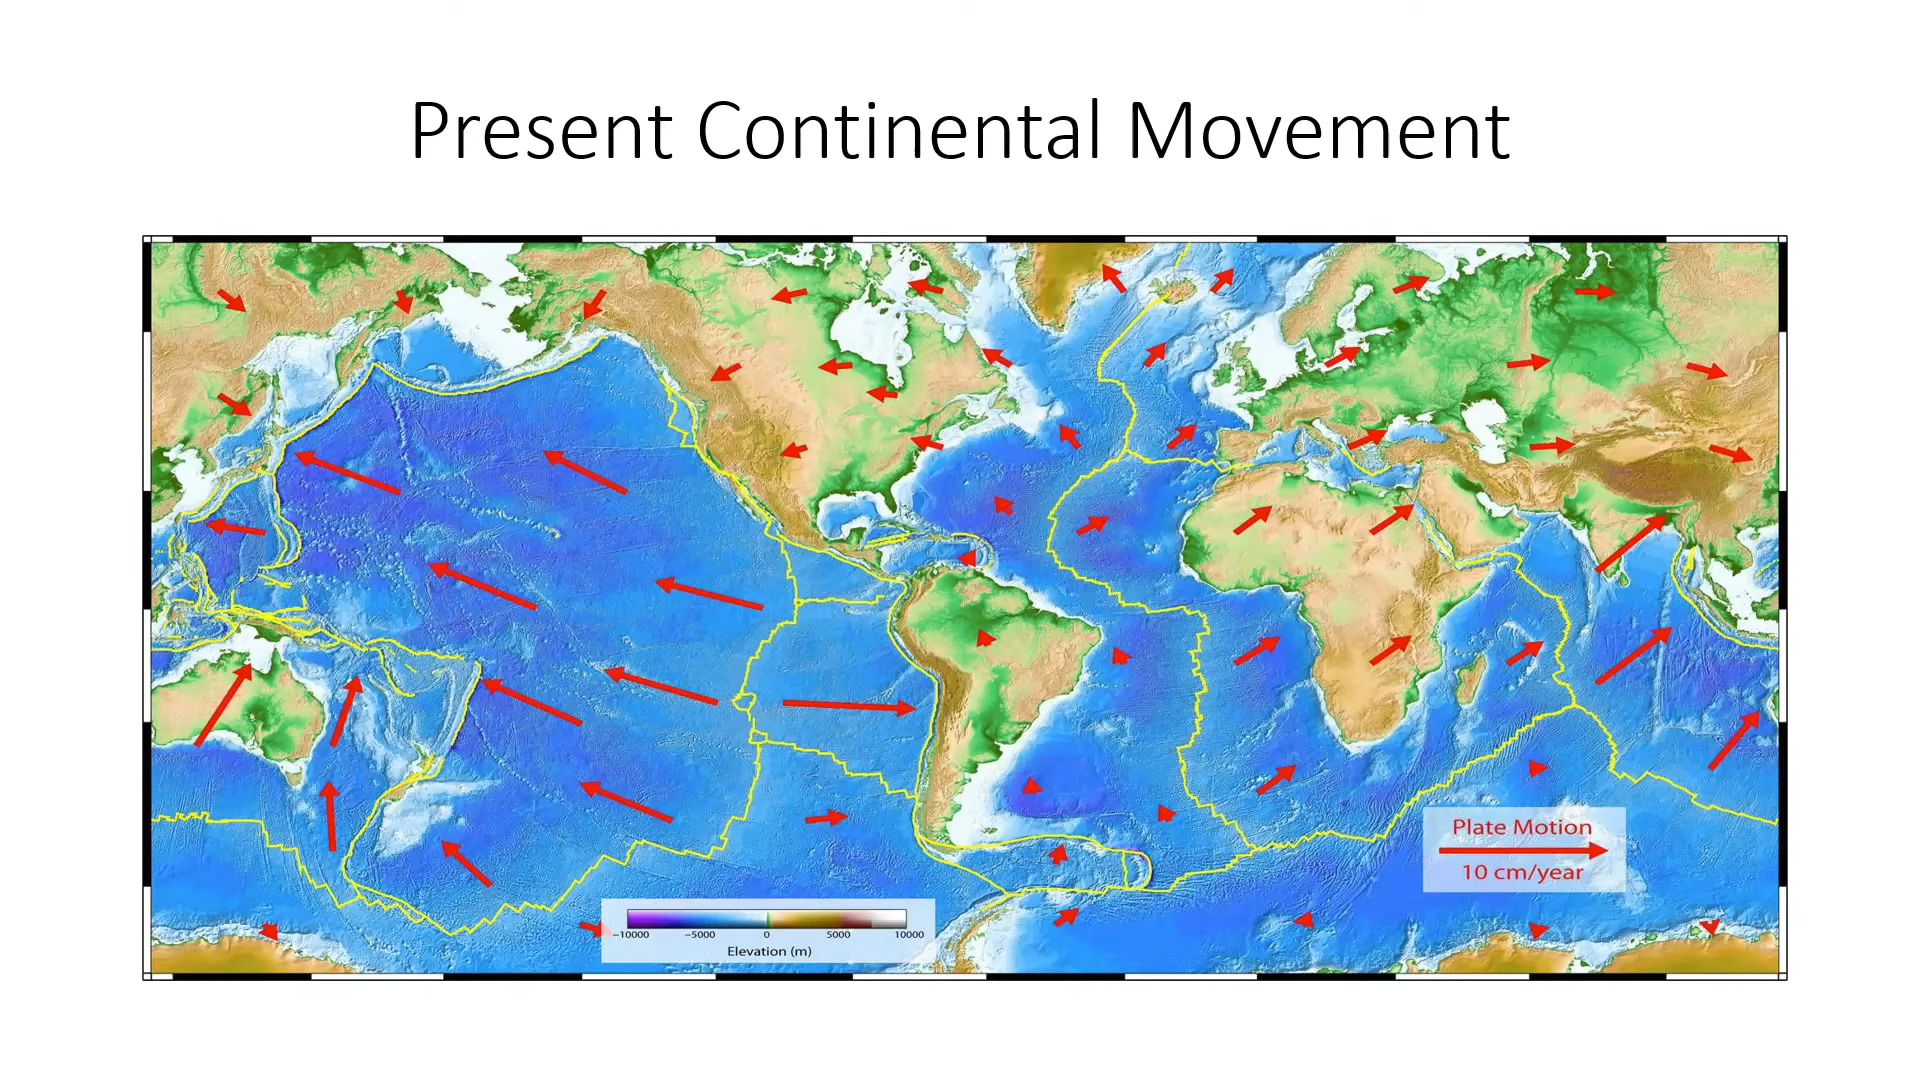 Present Continental Movement
Plate Motion
10 cm/year
−10000 −5000 0 5000 10000
Elevation (m)